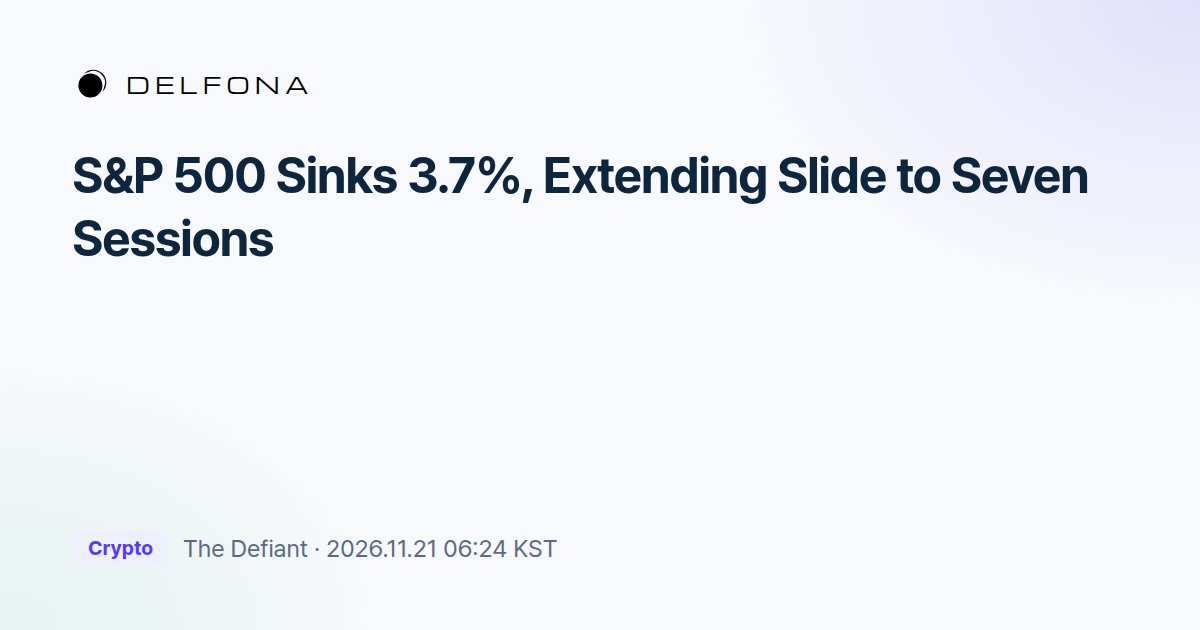 DELFONA
S&P 500 Sinks 3.7%, Extending Slide to Seven
Sessions
Crypto The Defiant · 2026.11.21 06:24 KST